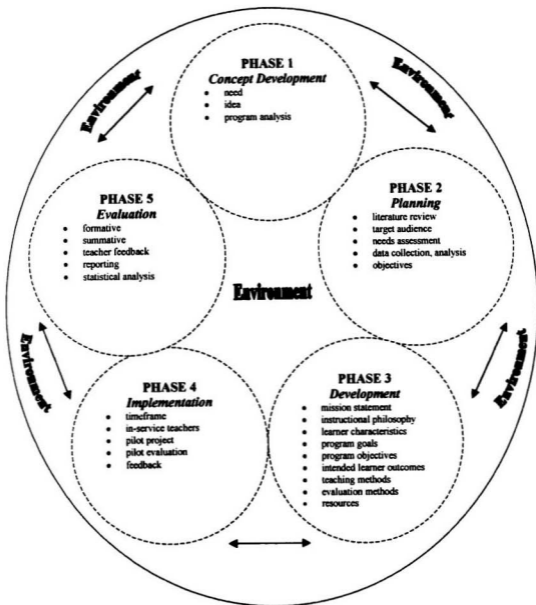 PHASE 1
Concept Development
• need
• idea
• program analysis
Environment
Environment
PHASE 2
Planning
• literature review
• target audience
• needs assessment
• data collection, analysis
• objectives
PHASE 5
Evaluation
• formative
• summative
• teacher feedback
• reporting
• statistical analysis
Environment
Environment
Environment
PHASE 3
Development
• mission statement
• instructional philosophy
• learner characteristics
• program goals
• program objectives
• intended learner outcomes
• teaching methods
• evaluation methods
• resources
PHASE 4
Implementation
• timeframe
• in-service teachers
• pilot project
• pilot evaluation
• feedback